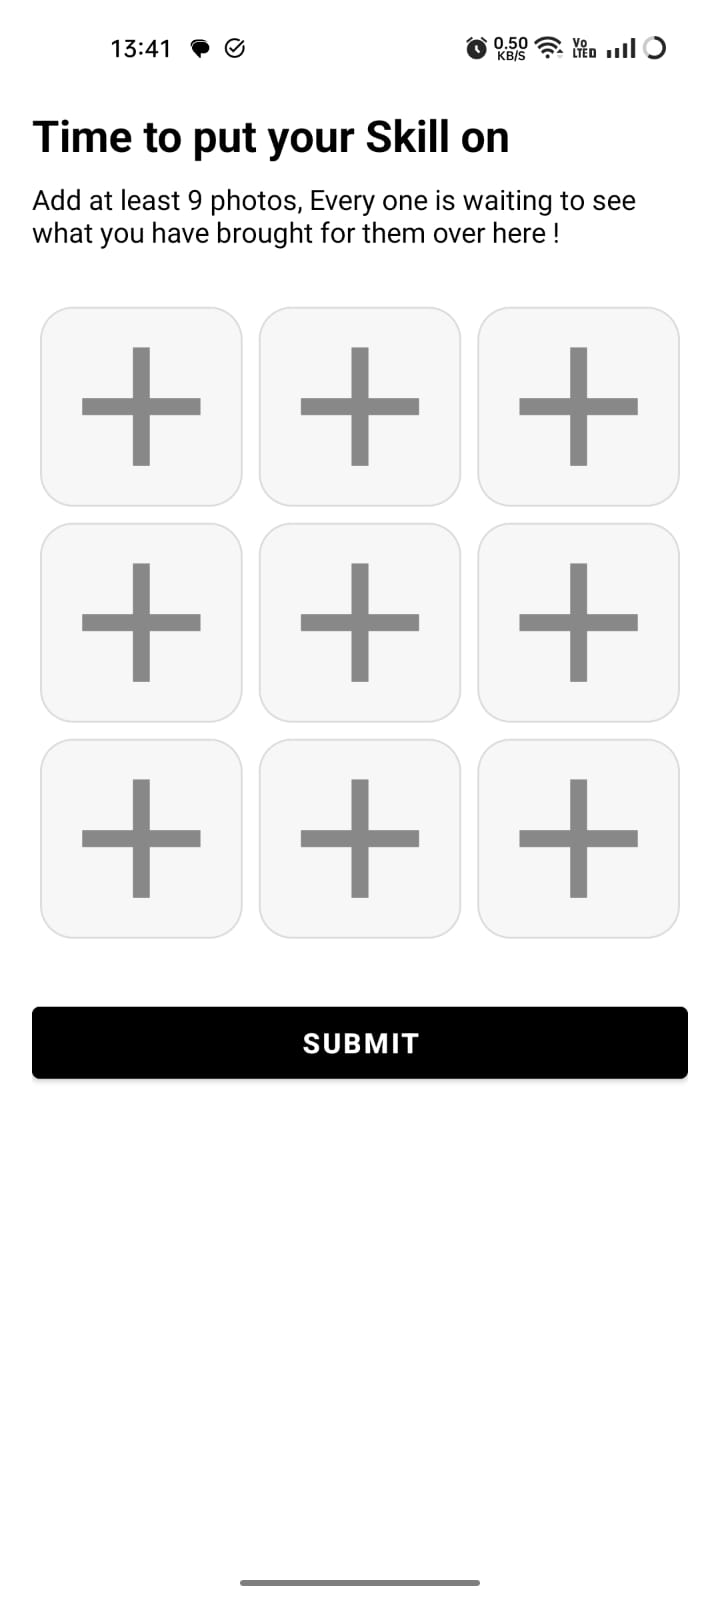 13:41 0.50 KB/S Vo LTED
Time to put your Skill on
Add at least 9 photos, Every one is waiting to see
what you have brought for them over here !
SUBMIT